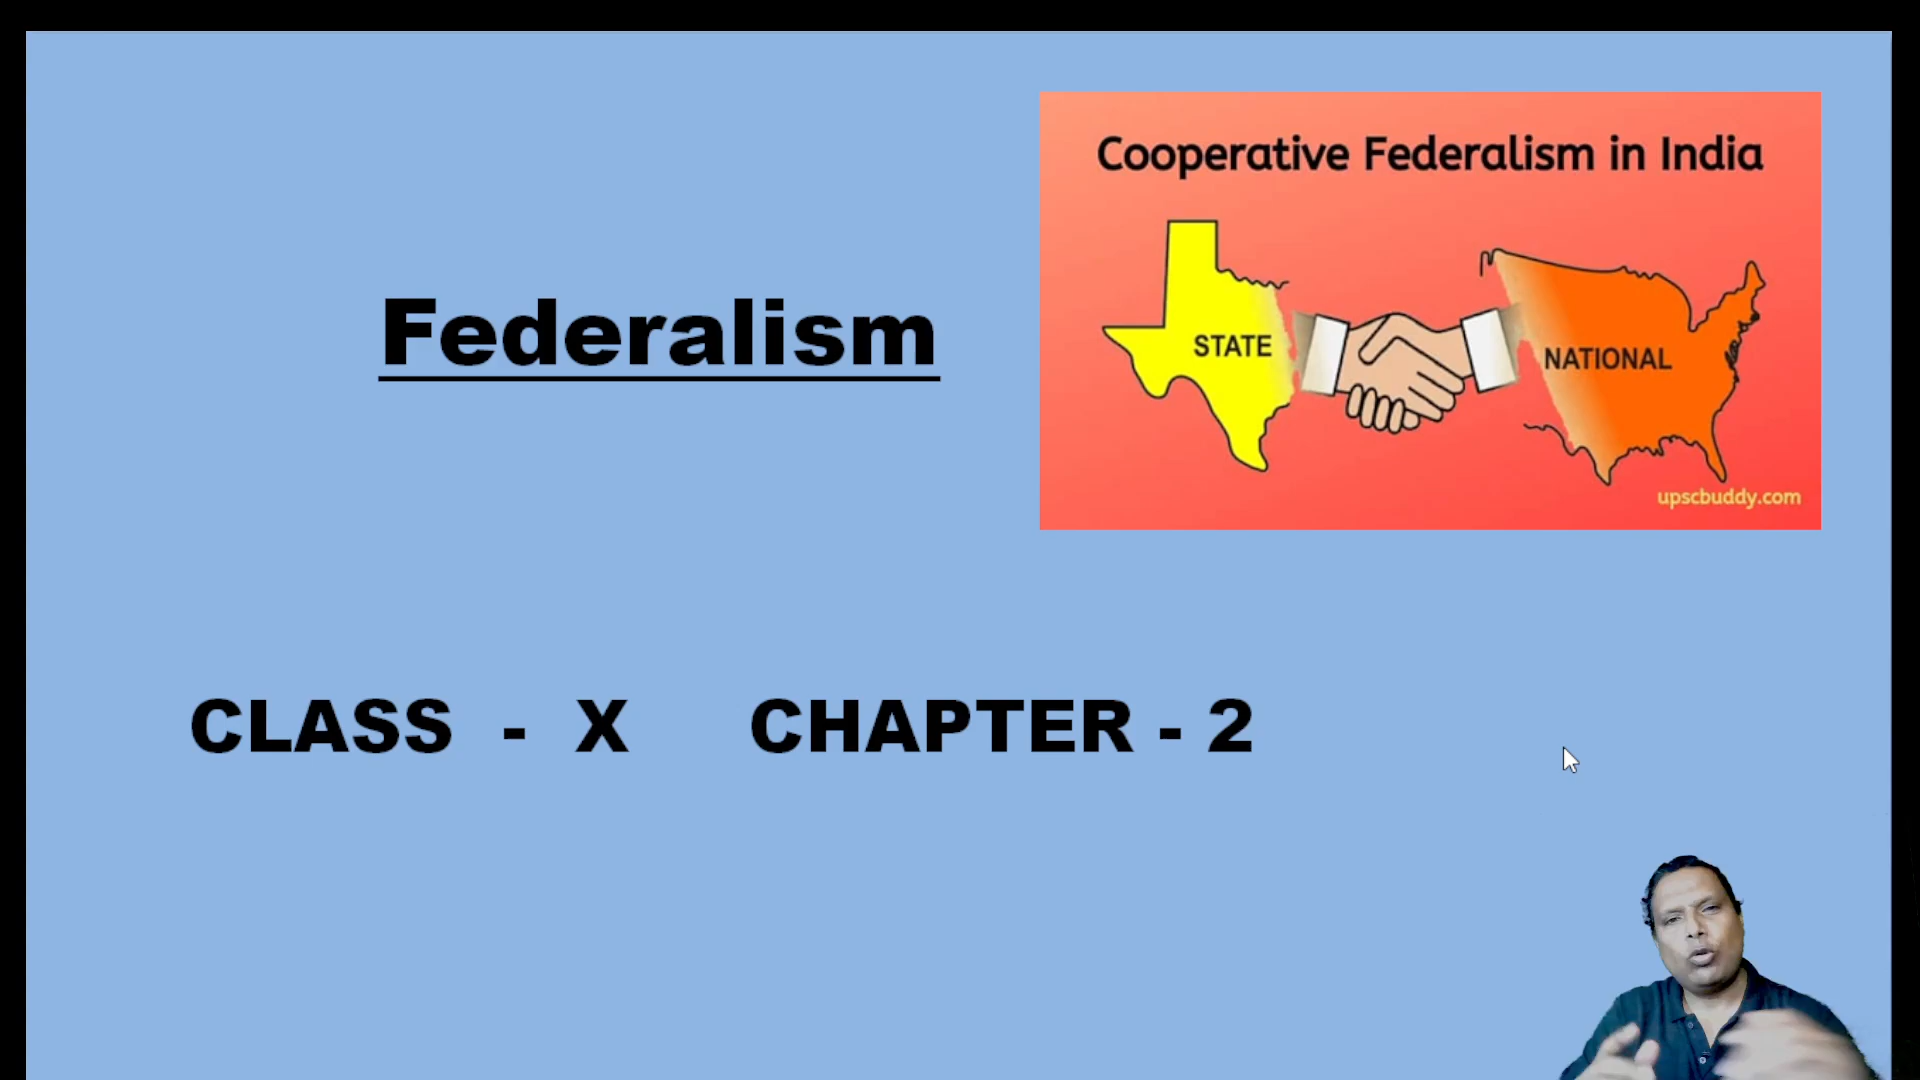 Cooperative Federalism in India
Federalism
STATE
NATIONAL
upscbuddy.com
CLASS - X CHAPTER - 2